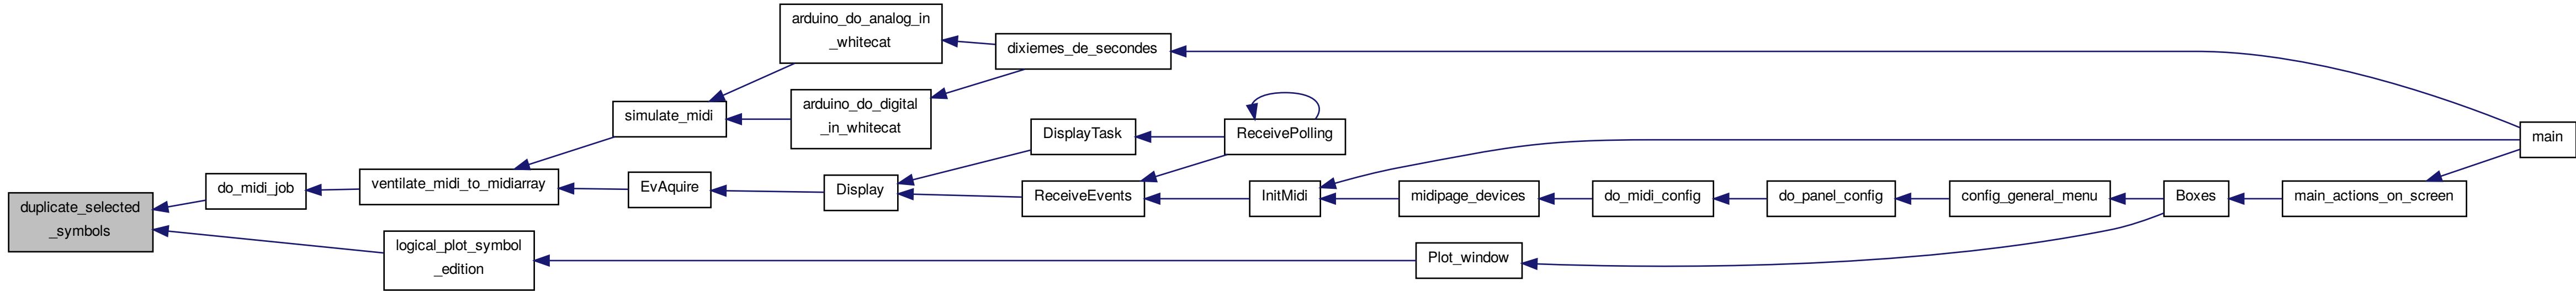 arduino_do_analog_in
_whitecat
dixiemes_de_secondes
simulate_midi
arduino_do_digital
_in_whitecat
DisplayTask
ReceivePolling
main
do_midi_job
ventilate_midi_to_midiarray
EvAquire
Display
ReceiveEvents
InitMidi
midipage_devices
do_midi_config
do_panel_config
config_general_menu
Boxes
main_actions_on_screen
duplicate_selected
_symbols
logical_plot_symbol
_edition
Plot_window